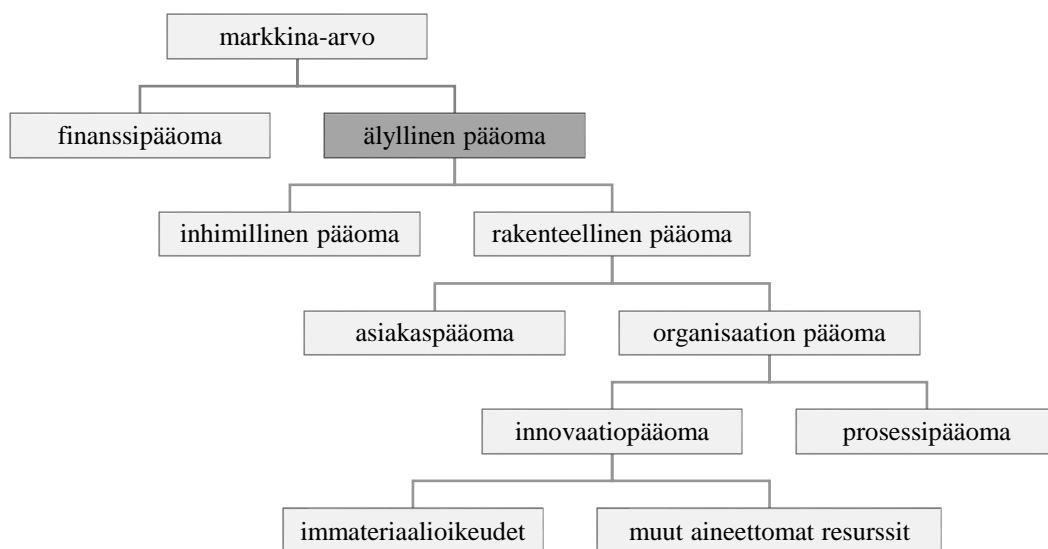 markkina-arvo
finanssipääoma
älyllinen pääoma
inhimillinen pääoma
rakenteellinen pääoma
asiakaspääoma
organisaation pääoma
innovaatiopääoma
prosessipääoma
immateriaalioikeudet
muut aineettomat resurssit